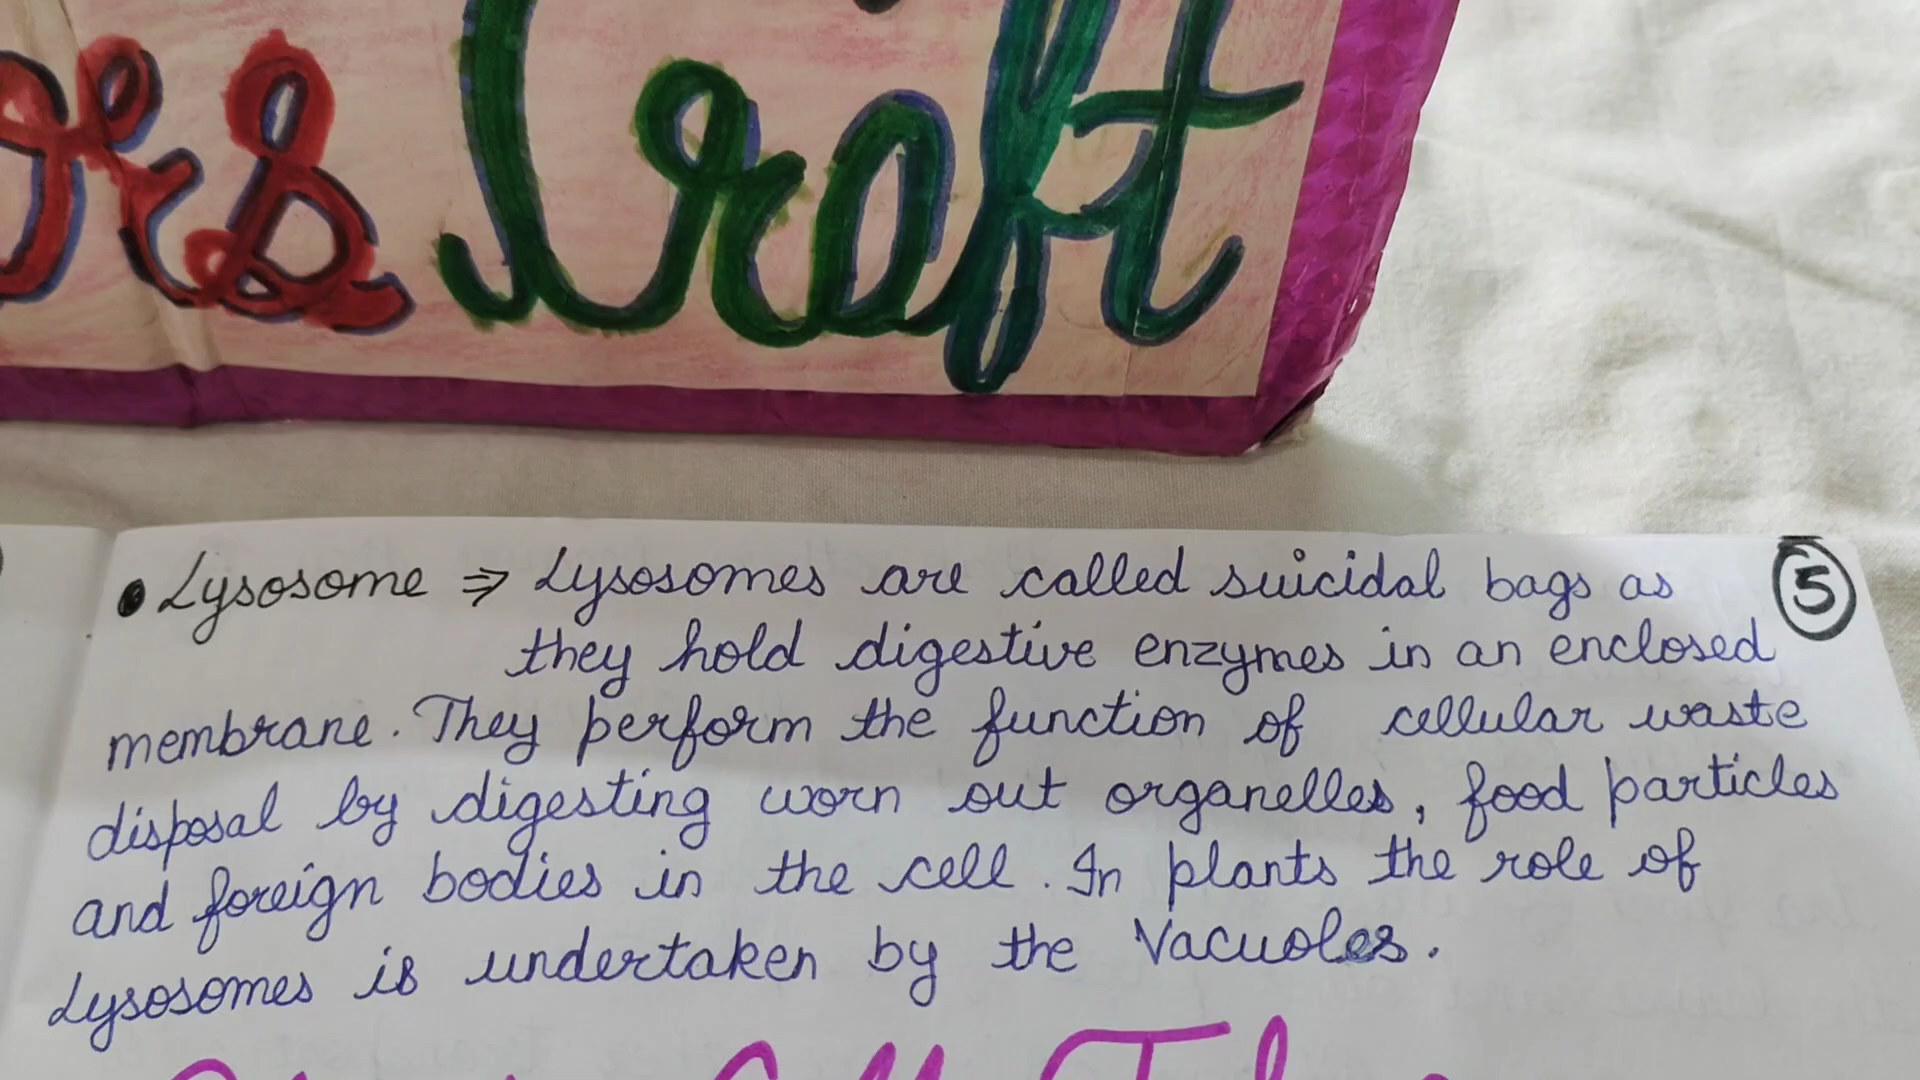 Craft
• Lysosome ⇒ Lysosomes are called suicidal bags as
5
they hold digestive enzymes in an enclosed
membrane. They perform the function of cellular waste
disposal by digesting worn out organelles, food particles
and foreign bodies in the cell. In plants the role of
Lysosomes is undertaken by the Vacuoles.